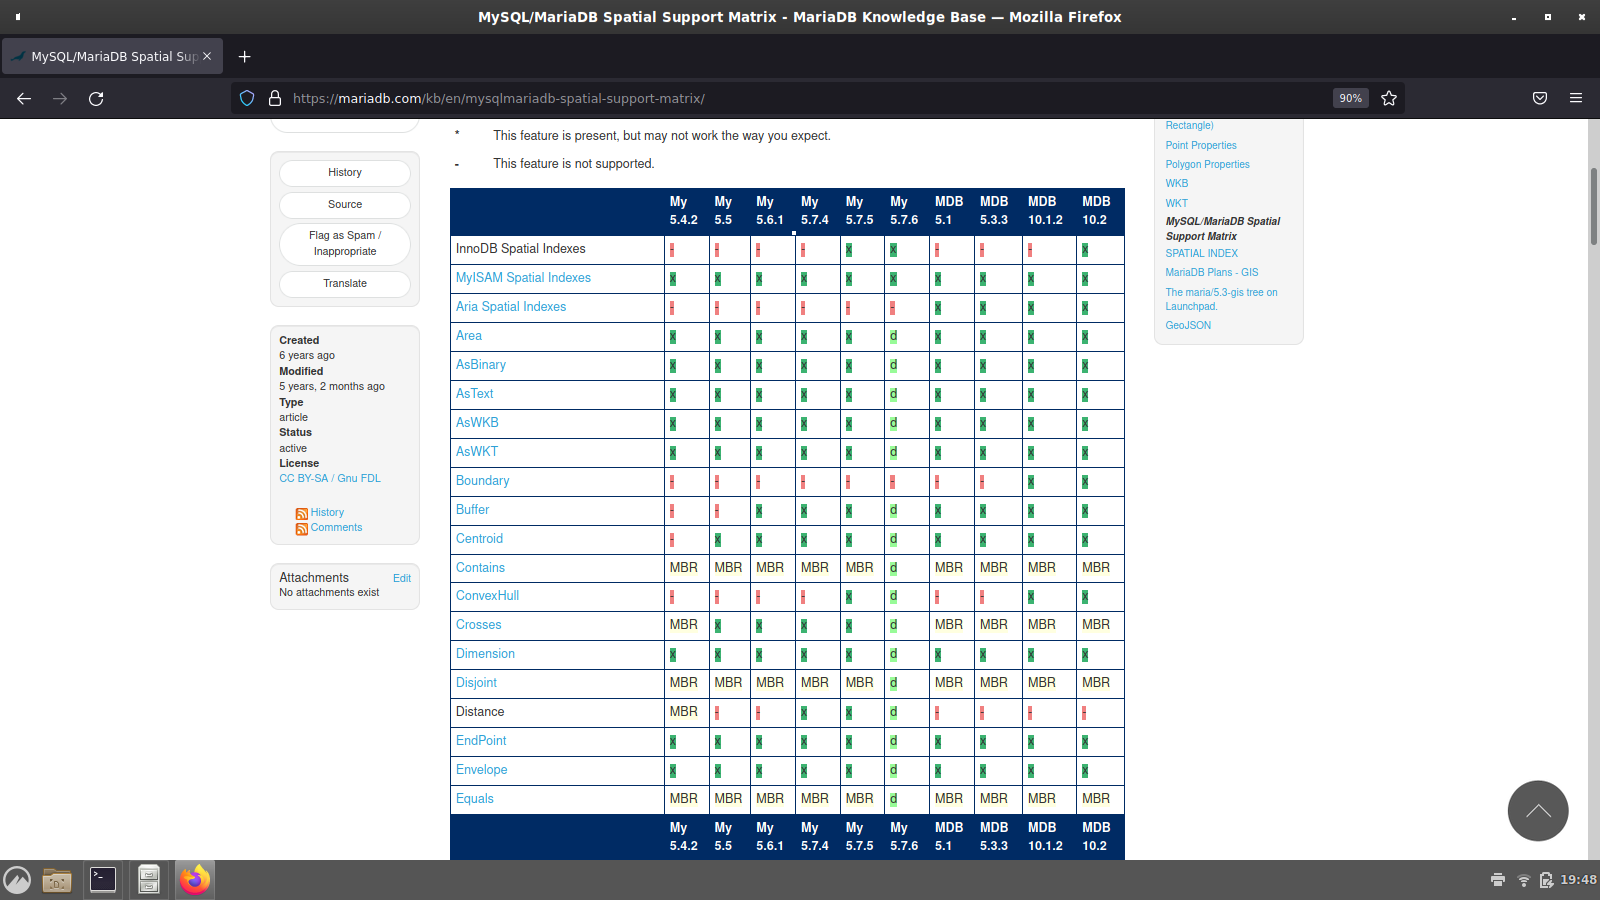 MySQL/MariaDB Spatial Support Matrix - MariaDB Knowledge Base — Mozilla Firefox
MySQL/MariaDB Spatial Sup
https://mariadb.com/kb/en/mysqlmariadb-spatial-support-matrix/
90%
History
Source
Flag as Spam /
Inappropriate
Translate
Created
6 years ago
Modified
5 years, 2 months ago
Type
article
Status
active
License
CC BY-SA / Gnu FDL
History
Comments
Attachments Edit
No attachments exist
* This feature is present, but may not work the way you expect.
- This feature is not supported.
My 5.4.2 My 5.5 My 5.6.1 My 5.7.4 My 5.7.5 My 5.7.6 MDB 5.1 MDB 5.3.3 MDB 10.1.2 MDB 10.2
InnoDB Spatial Indexes - - - - x x - - - x
MyISAM Spatial Indexes x x x x x x x x x x
Aria Spatial Indexes - - - - - - x x x x
Area x x x x x d x x x x
AsBinary x x x x x d x x x x
AsText x x x x x d x x x x
AsWKB x x x x x d x x x x
AsWKT x x x x x d x x x x
Boundary - - - - - - - - x x
Buffer - - x x x d x x x x
Centroid - x x x x d x x x x
Contains MBR MBR MBR MBR MBR d MBR MBR MBR MBR
ConvexHull - - - - x d - - x x
Crosses MBR x x x x d MBR MBR MBR MBR
Dimension x x x x x d x x x x
Disjoint MBR MBR MBR MBR MBR d MBR MBR MBR MBR
Distance MBR - - x x d - - - -
EndPoint x x x x x d x x x x
Envelope x x x x x d x x x x
Equals MBR MBR MBR MBR MBR d MBR MBR MBR MBR
My 5.4.2 My 5.5 My 5.6.1 My 5.7.4 My 5.7.5 My 5.7.6 MDB 5.1 MDB 5.3.3 MDB 10.1.2 MDB 10.2
Rectangle)
Point Properties
Polygon Properties
WKB
WKT
MySQL/MariaDB Spatial
Support Matrix
SPATIAL INDEX
MariaDB Plans - GIS
The maria/5.3-gis tree on
Launchpad.
GeoJSON
19:48